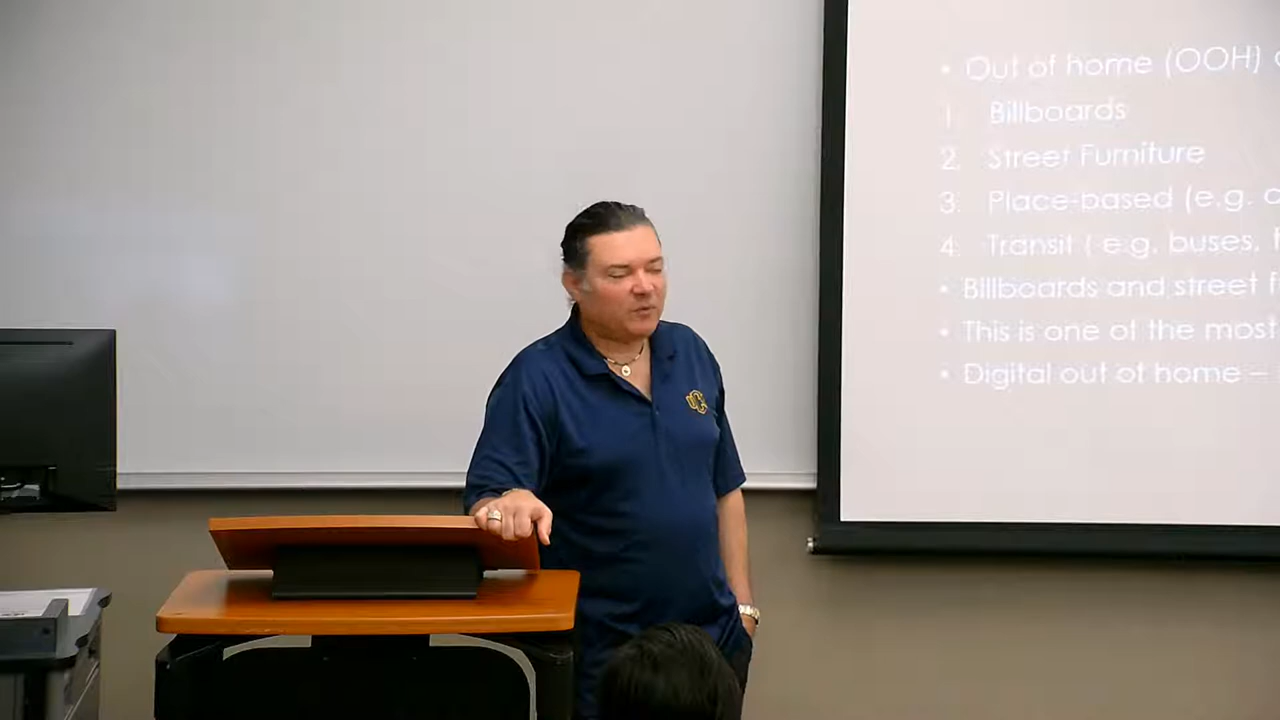 • Out of home (OOH)
1. Billboards
2. Street Furniture
3. Place-based (e.g.
4. Transit ( e.g. buses,
• Billboards and street
• This is one of the most
• Digital out of home –
UCI